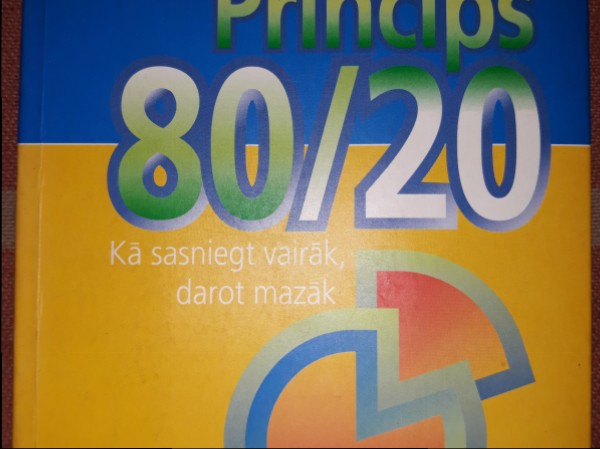 Princips
80/20
Kā sasniegt vairāk,
darot mazāk